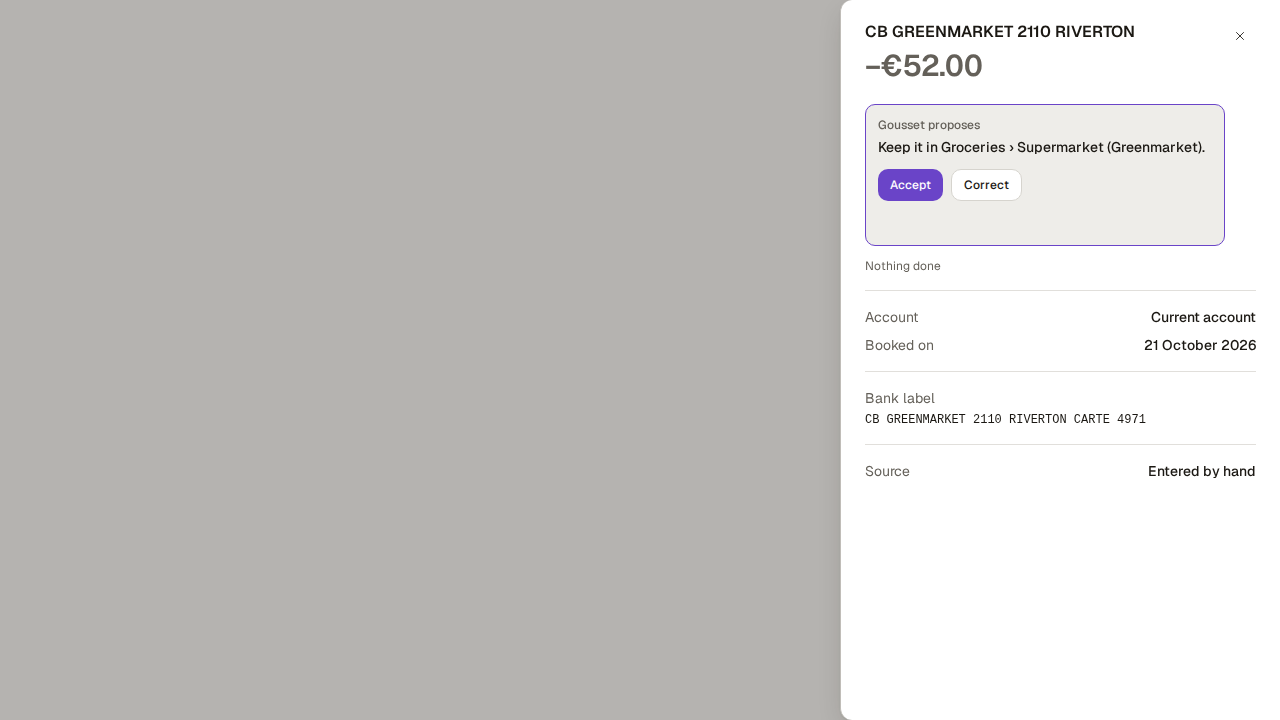 CB GREENMARKET 2110 RIVERTON
−€52.00
Gousset proposes
Keep it in Groceries › Supermarket (Greenmarket).
Accept
Correct
Nothing done
Account
Current account
Booked on
21 October 2026
Bank label
CB GREENMARKET 2110 RIVERTON CARTE 4971
Source
Entered by hand